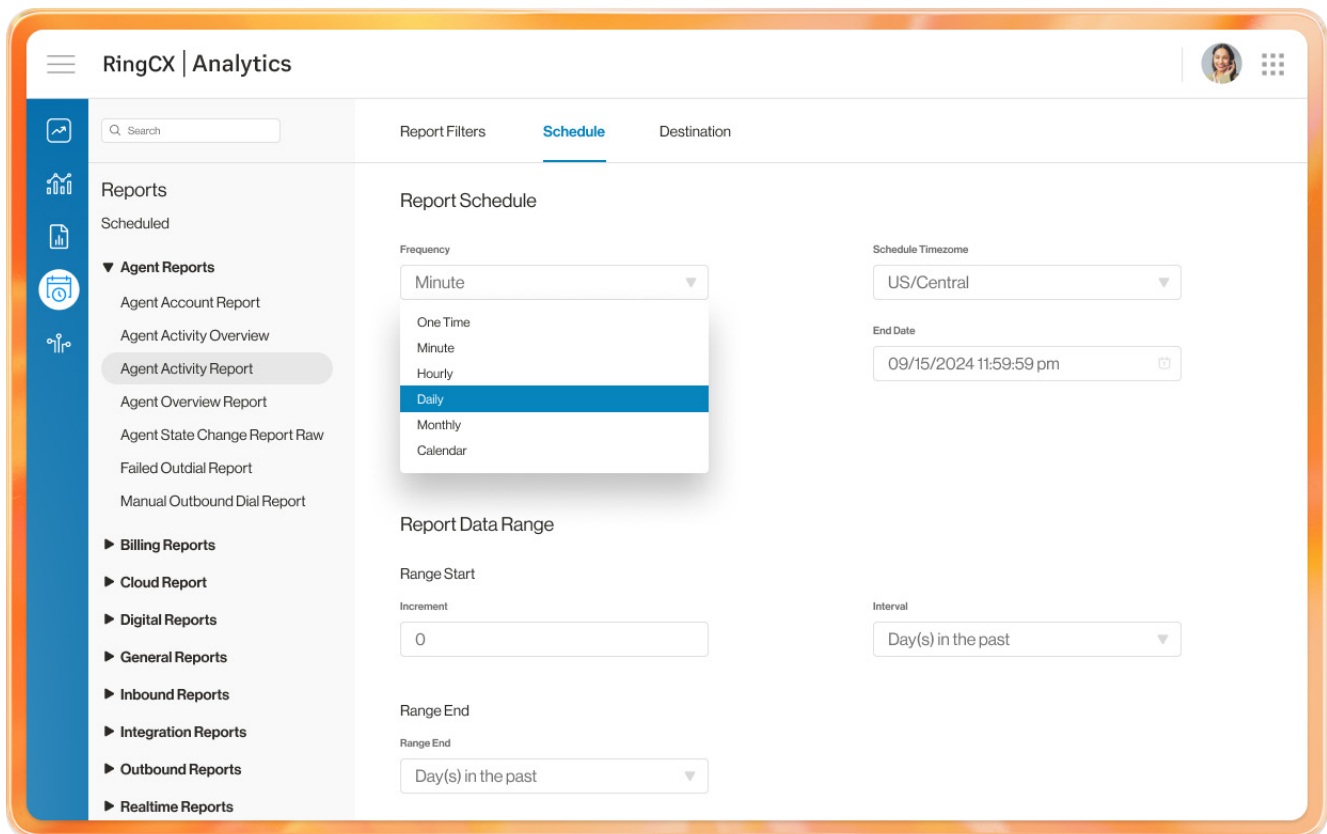 RingCX | Analytics
Search
Reports
Scheduled
Agent Reports
Agent Account Report
Agent Activity Overview
Agent Activity Report
Agent Overview Report
Agent State Change Report Raw
Failed Outdial Report
Manual Outbound Dial Report
Billing Reports
Cloud Report
Digital Reports
General Reports
Inbound Reports
Integration Reports
Outbound Reports
Realtime Reports
Report Filters
Schedule
Destination
Report Schedule
Frequency
Minute
One Time
Minute
Hourly
Daily
Monthly
Calendar
Schedule Timezome
US/Central
End Date
09/15/2024 11:59:59 pm
Report Data Range
Range Start
Increment
0
Interval
Day(s) in the past
Range End
Range End
Day(s) in the past